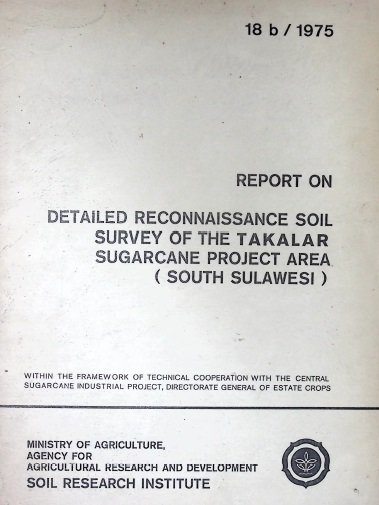 18 b / 1975
REPORT ON
DETAILED RECONNAISSANCE SOIL
SURVEY OF THE TAKALAR
SUGARCANE PROJECT AREA
( SOUTH SULAWESI )
WITHIN THE FRAMEWORK OF TECHNICAL COOPERATION WITH THE CENTRAL
SUGARCANE INDUSTRIAL PROJECT, DIRECTORATE GENERAL OF ESTATE CROPS
MINISTRY OF AGRICULTURE,
AGENCY FOR
AGRICULTURAL RESEARCH AND DEVELOPMENT
SOIL RESEARCH INSTITUTE